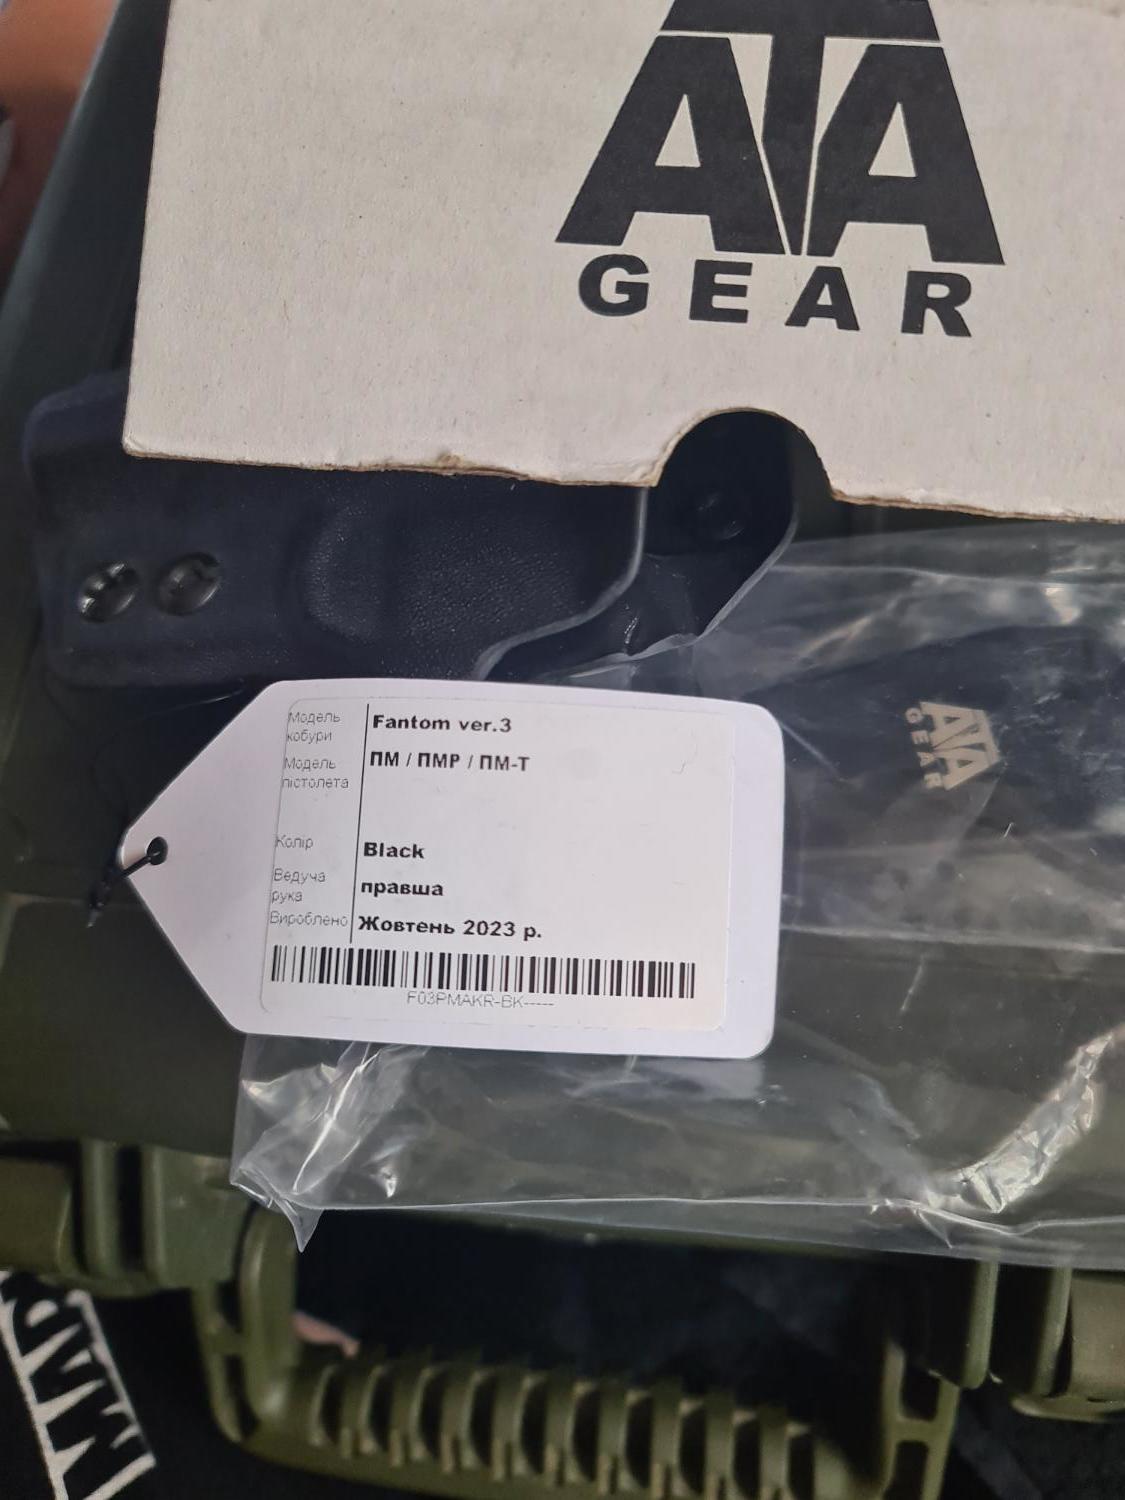 ATA
GEAR
Модель кобури
Fantom ver.3
Модель пістолета
ПМ / ПМР / ПМ-Т
Колір
Black
Ведуча рука
правша
Вироблено
Жовтень 2023 р.
F03PMAKR-BK-----
ATA
GEAR